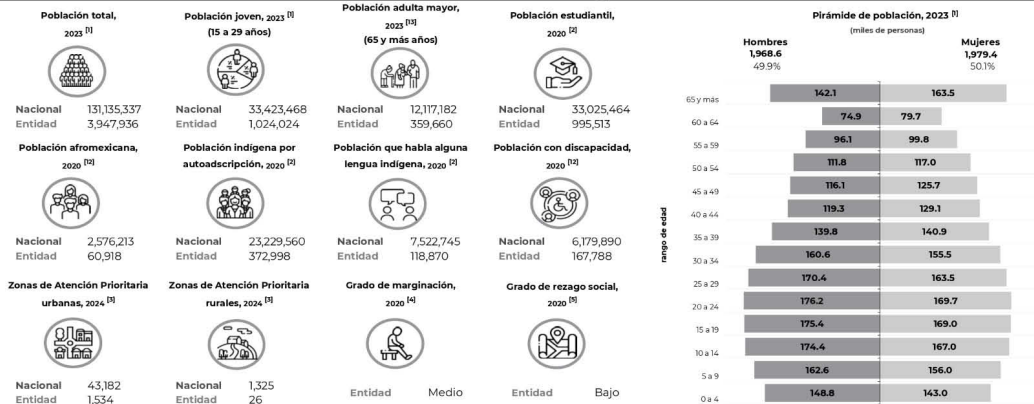 Población total,
2023 [1]
Nacional 131,135,337
Entidad 3,947,936
Población joven, 2023 [1]
(15 a 29 años)
Nacional 33,423,468
Entidad 1,024,024
Población adulta mayor,
2023 [13]
(65 y más años)
Nacional 12,117,182
Entidad 359,660
Población estudiantil,
2020 [2]
Nacional 33,025,464
Entidad 995,513
Población afromexicana,
2020 [12]
Nacional 2,576,213
Entidad 60,918
Población indígena por
autoadscripción, 2020 [2]
Nacional 23,229,560
Entidad 372,998
Población que habla alguna
lengua indígena, 2020 [2]
Nacional 7,522,745
Entidad 118,870
Población con discapacidad,
2020 [12]
Nacional 6,179,890
Entidad 167,788
Zonas de Atención Prioritaria
urbanas, 2024 [3]
Nacional 43,182
Entidad 1,534
Zonas de Atención Prioritaria
rurales, 2024 [3]
Nacional 1,325
Entidad 26
Grado de marginación,
2020 [4]
Entidad Medio
Grado de rezago social,
2020 [5]
Entidad Bajo
Pirámide de población, 2023 [1]
(miles de personas)
Hombres Mujeres
1,968.6 1,979.4
49.9% 50.1%
rango de edad
65 y más 142.1 163.5
60 a 64 74.9 79.7
55 a 59 96.1 99.8
50 a 54 111.8 117.0
45 a 49 116.1 125.7
40 a 44 119.3 129.1
35 a 39 139.8 140.9
30 a 34 160.6 155.5
25 a 29 170.4 163.5
20 a 24 176.2 169.7
15 a 19 175.4 169.0
10 a 14 174.4 167.0
5 a 9 162.6 156.0
0 a 4 148.8 143.0